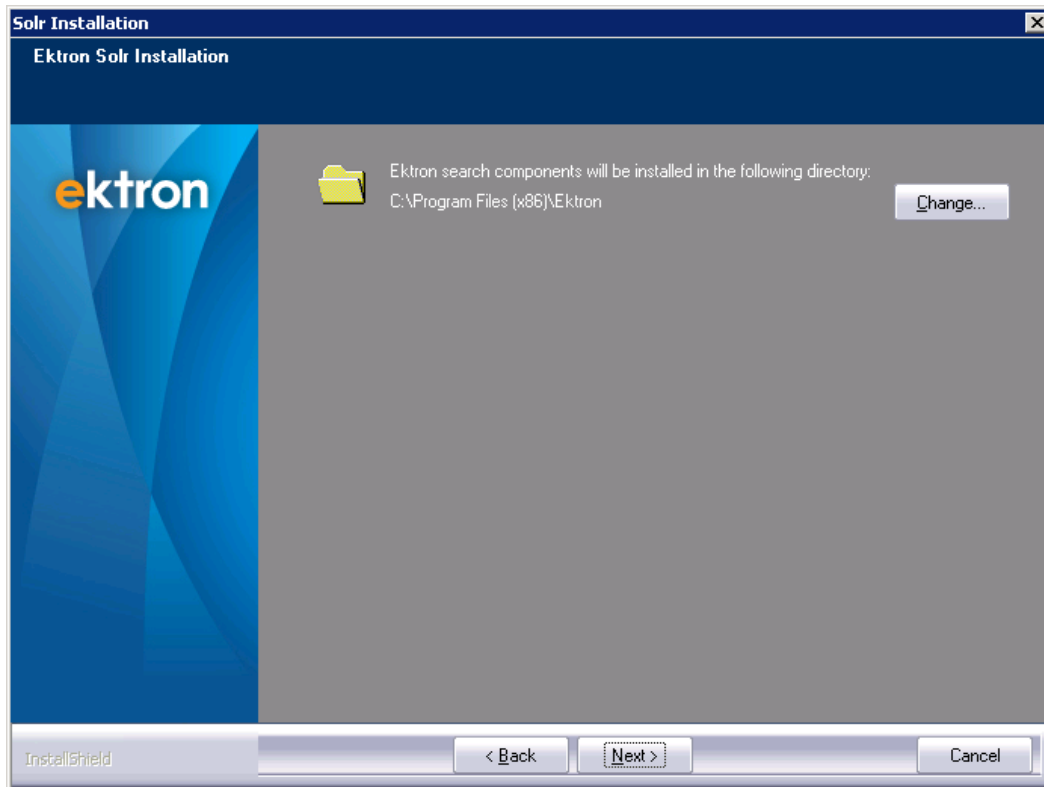 Solr Installation
Ektron Solr Installation
ektron
Ektron search components will be installed in the following directory:
C:\Program Files (x86)\Ektron
Change...
InstallShield
< Back
Next >
Cancel